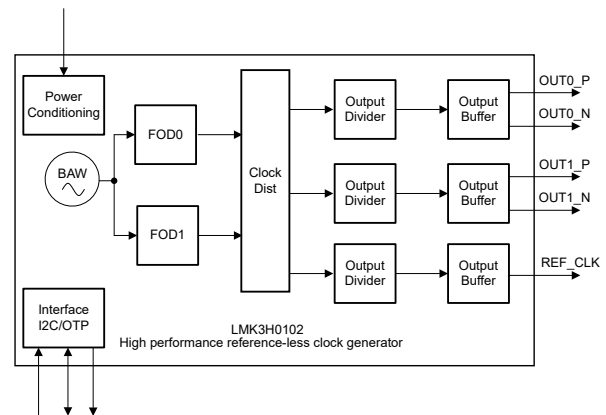 Power
Conditioning
BAW
FOD0
FOD1
Clock
Dist
Output
Divider
Output
Buffer
OUT0_P
OUT0_N
Output
Divider
Output
Buffer
OUT1_P
OUT1_N
Output
Divider
Output
Buffer
REF_CLK
Interface
I2C/OTP
LMK3H0102
High performance reference-less clock generator